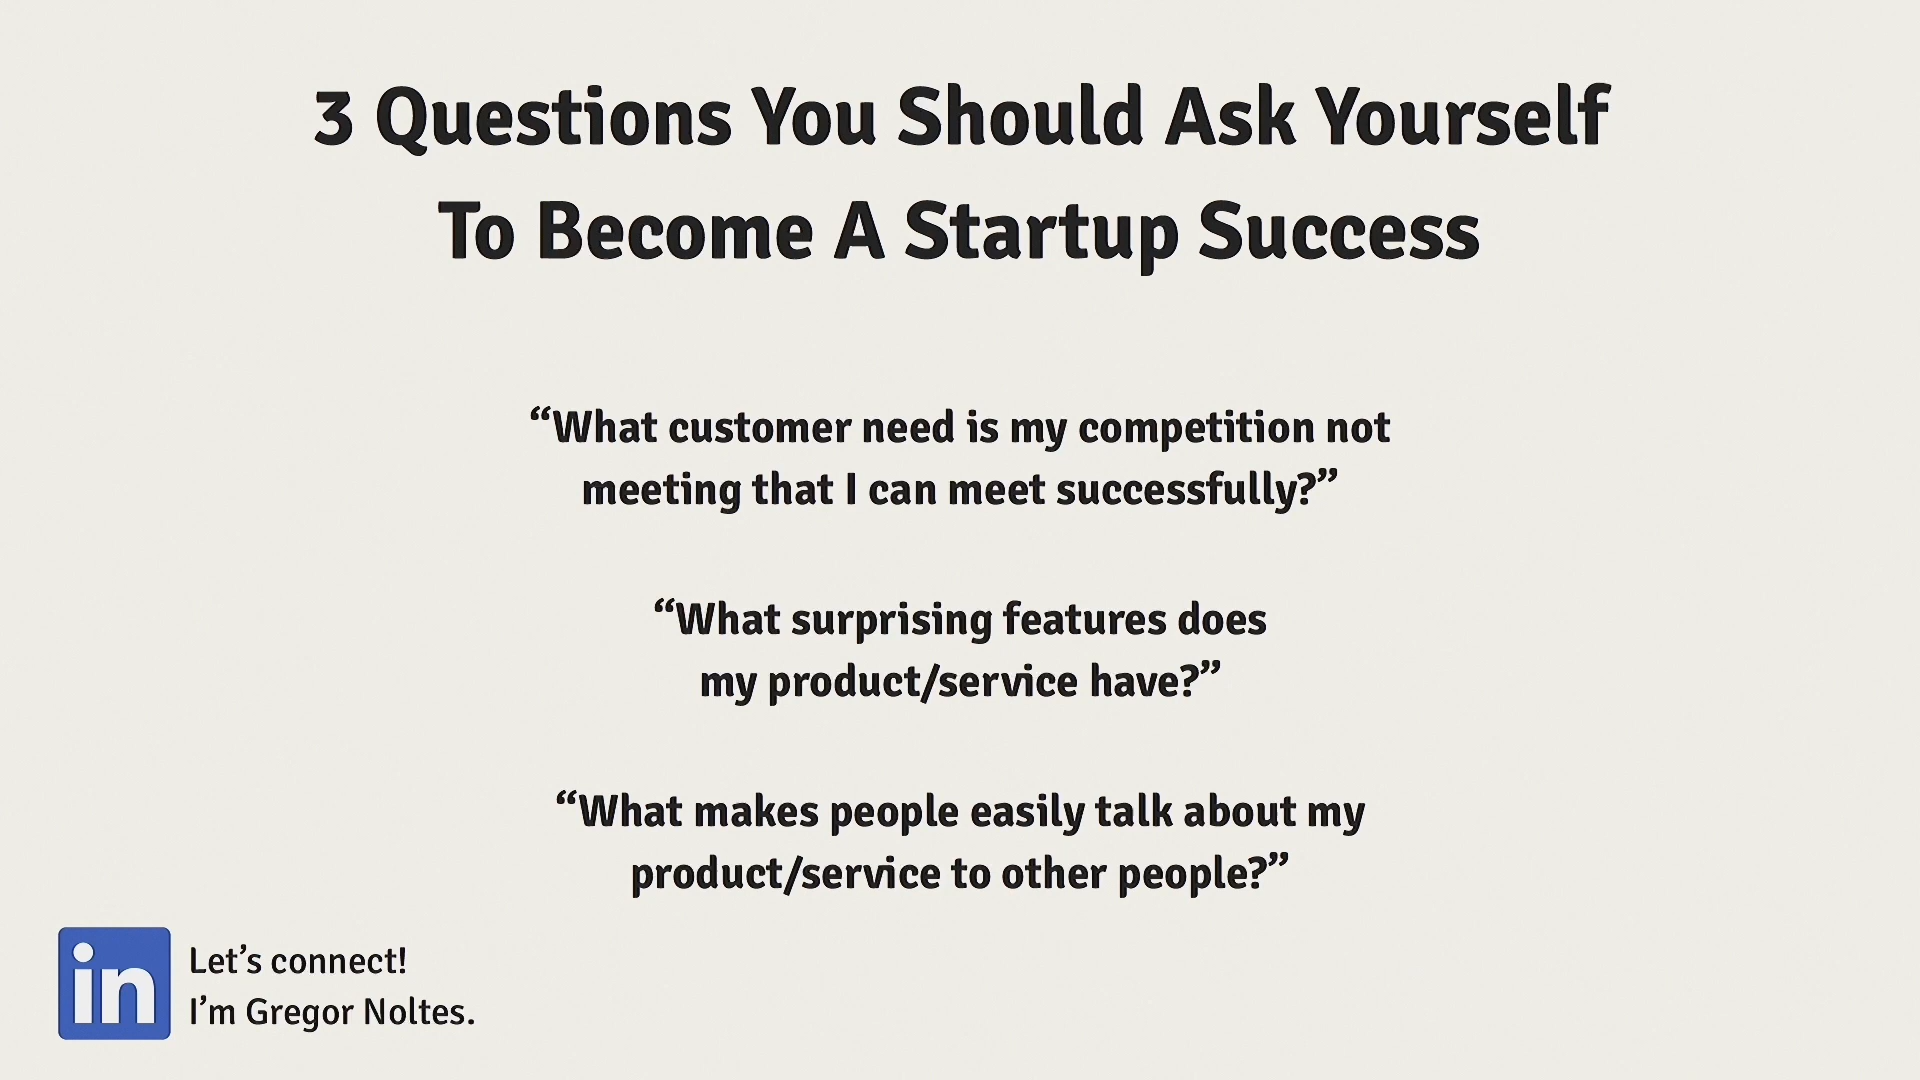 3 Questions You Should Ask Yourself
To Become A Startup Success
“What customer need is my competition not
meeting that I can meet successfully?”
“What surprising features does
my product/service have?”
“What makes people easily talk about my
product/service to other people?”
in
Let’s connect!
I’m Gregor Noltes.